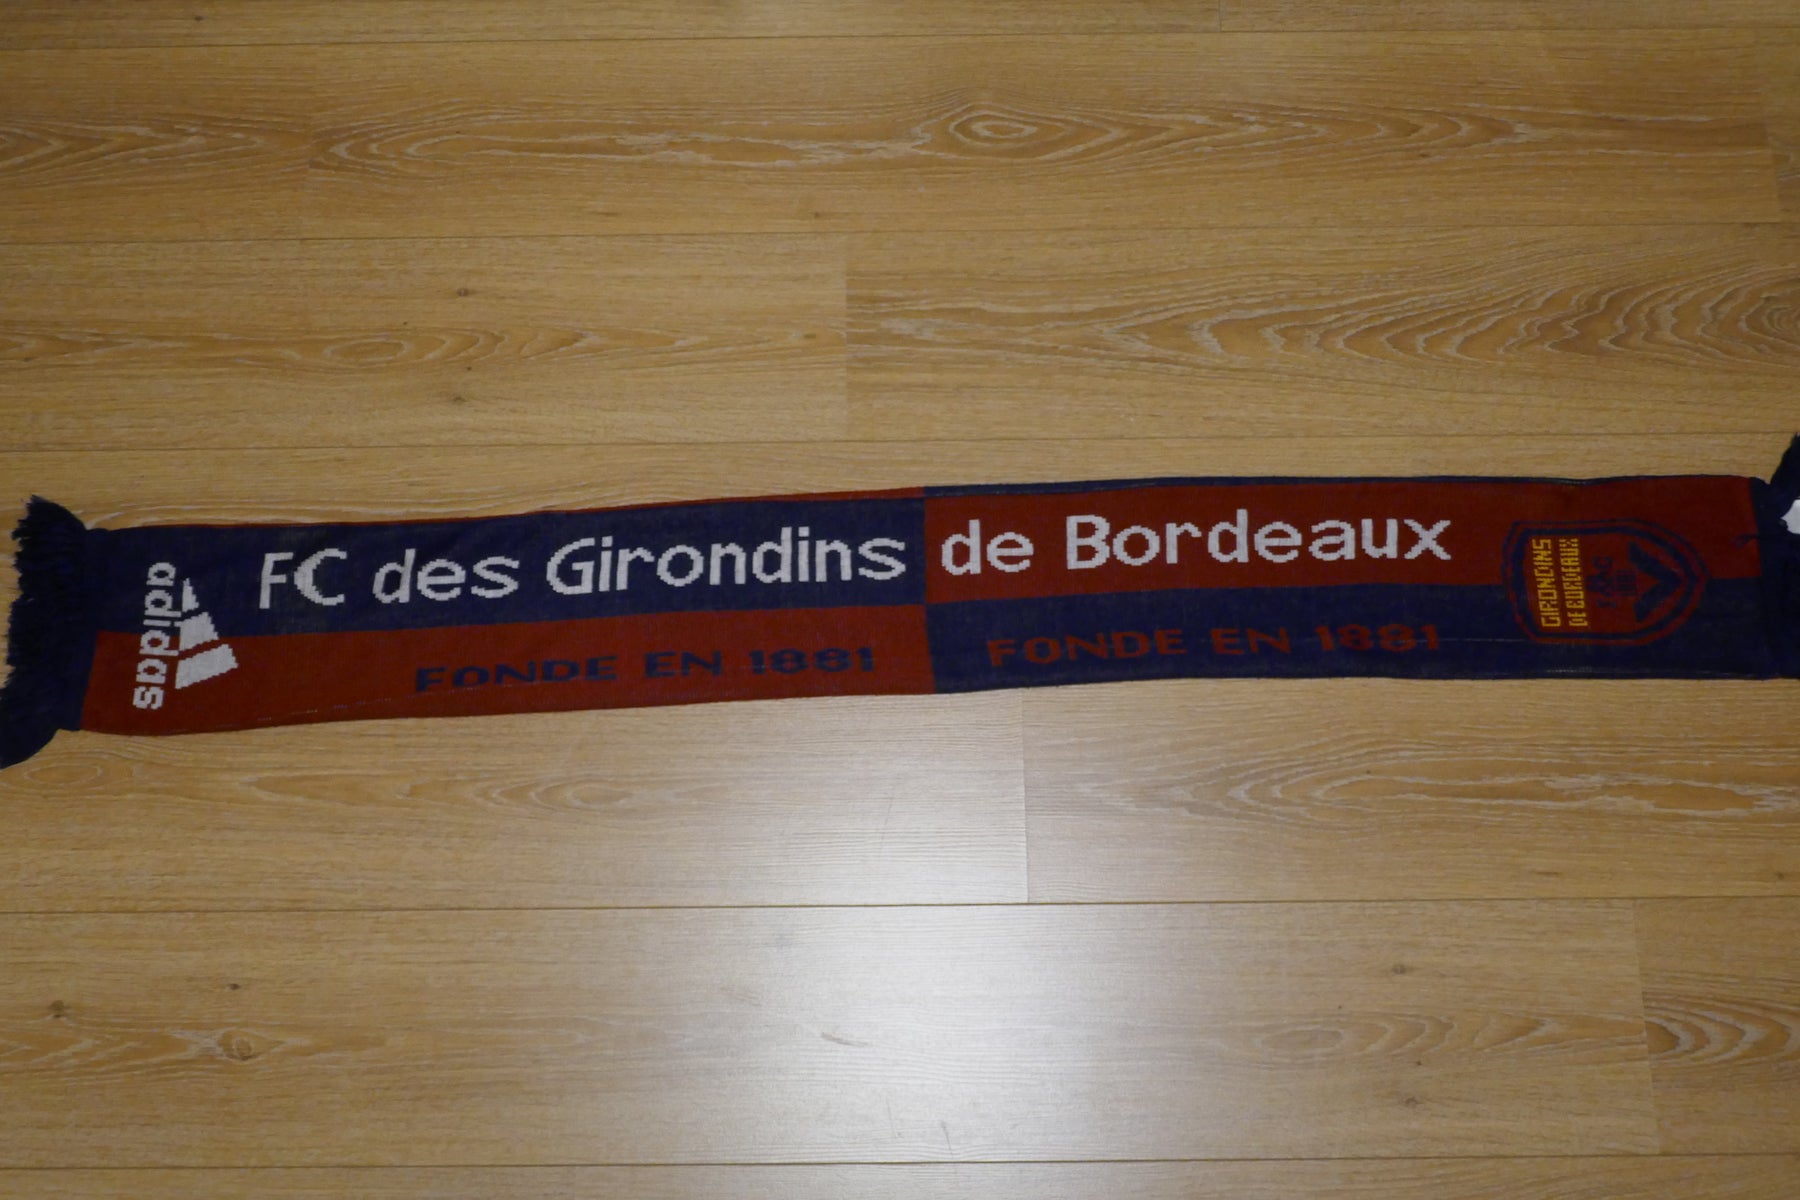 adidas
FC des Girondins de Bordeaux
FONDE EN 1881 FONDE EN 1881
GIRONDINS
DE BORDEAUX